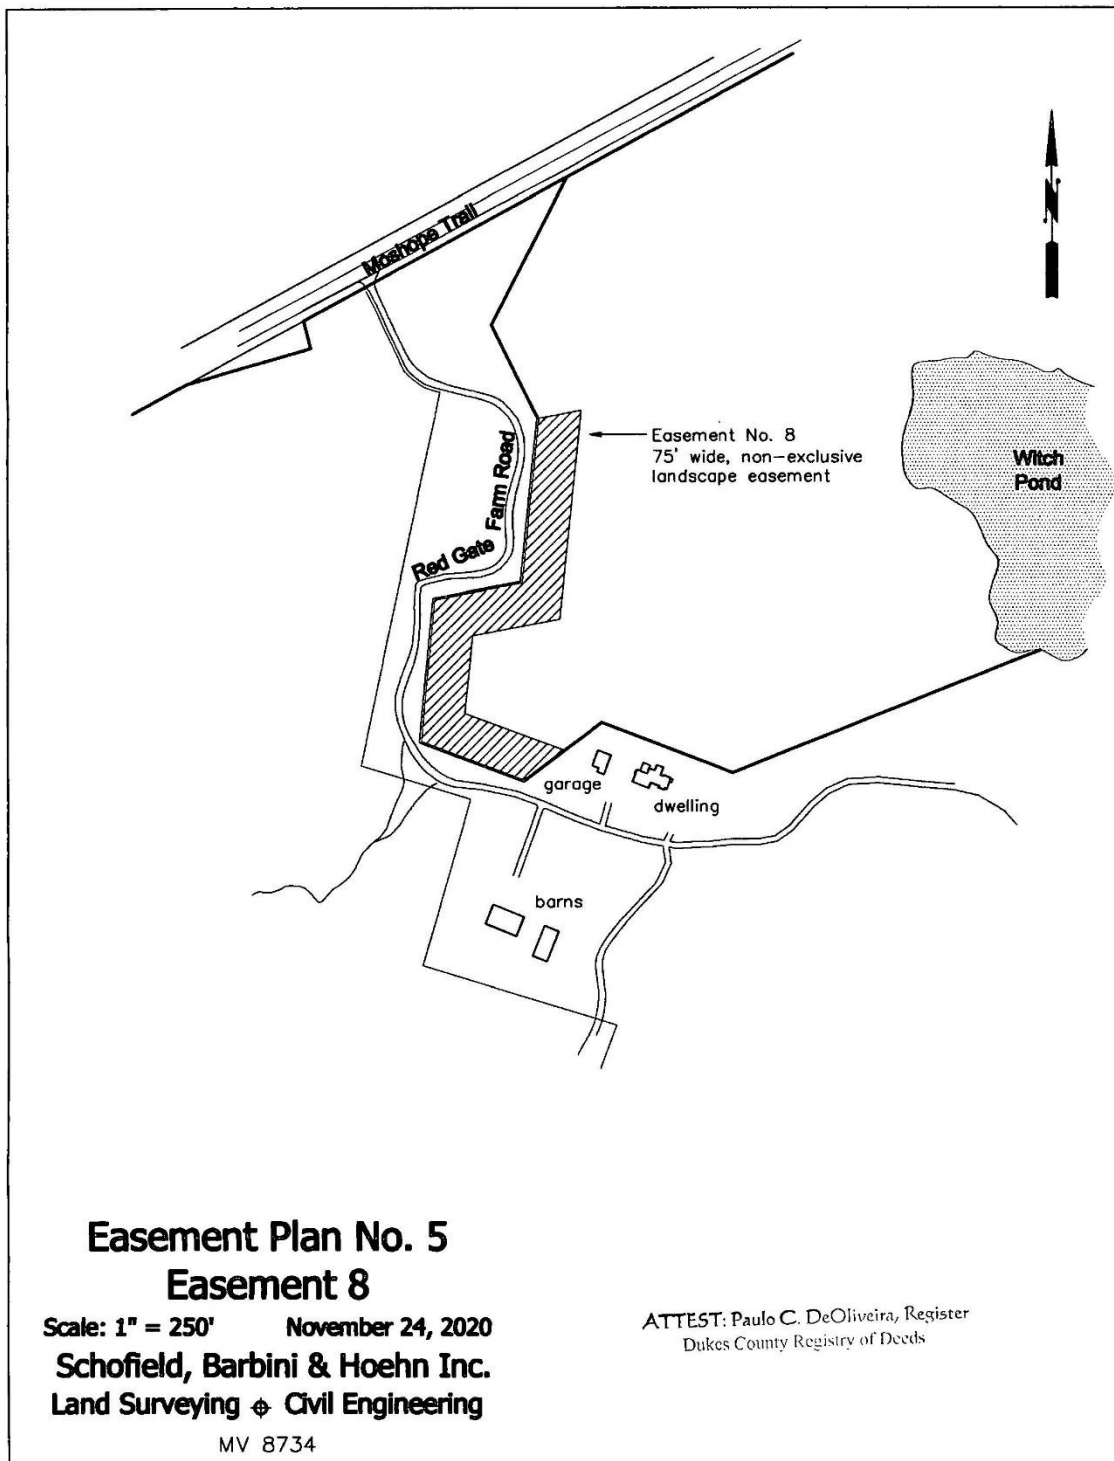 Moshope Trail
N
Easement No. 8
75' wide, non-exclusive
landscape easement
Witch
Pond
Red Gate Farm Road
garage
dwelling
barns
Easement Plan No. 5
Easement 8
Scale: 1" = 250' November 24, 2020
Schofield, Barbini & Hoehn Inc.
Land Surveying Civil Engineering
MV 8734
ATTEST: Paulo C. DeOliveira, Register
Dukes County Registry of Deeds